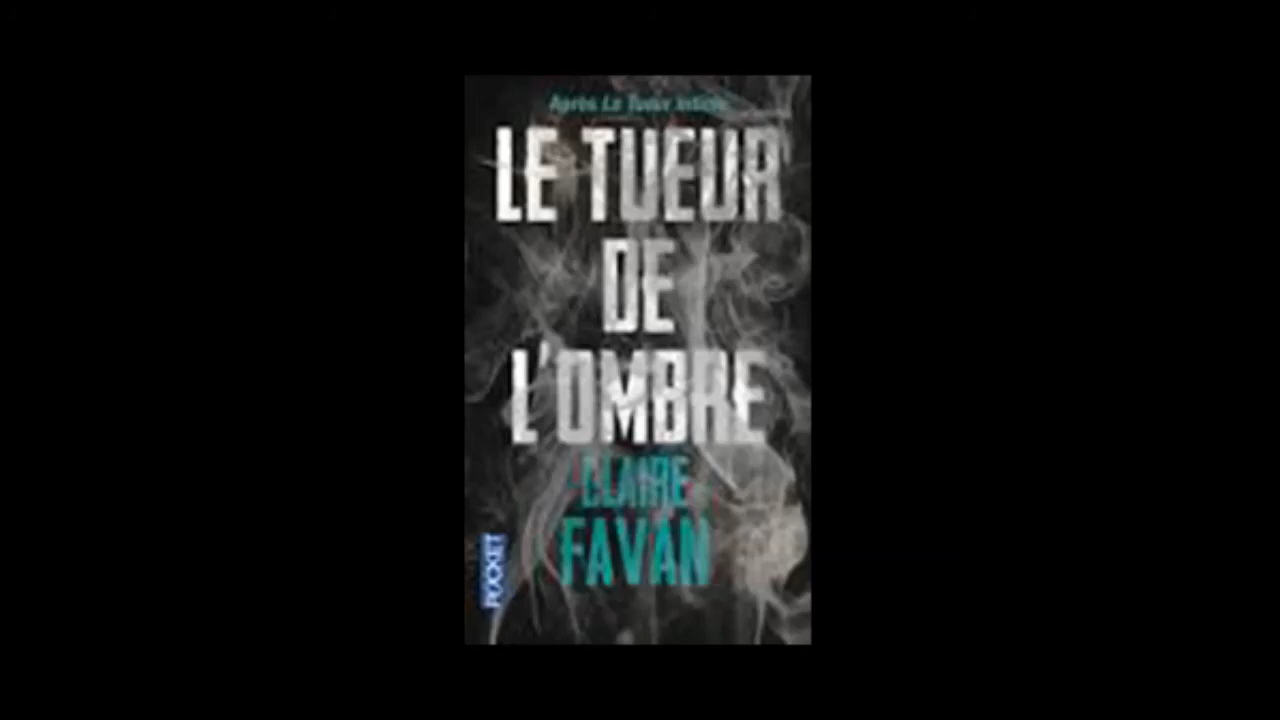 Après Le Tueur intime
LE TUEUR
DE
L'OMBRE
CLAIRE
FAVAN
POCKET